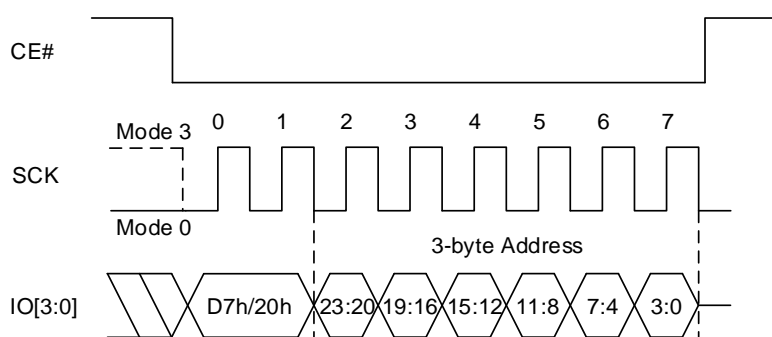 CE#
Mode 3 0 1 2 3 4 5 6 7
SCK
Mode 0
3-byte Address
IO[3:0] D7h/20h 23:20 19:16 15:12 11:8 7:4 3:0